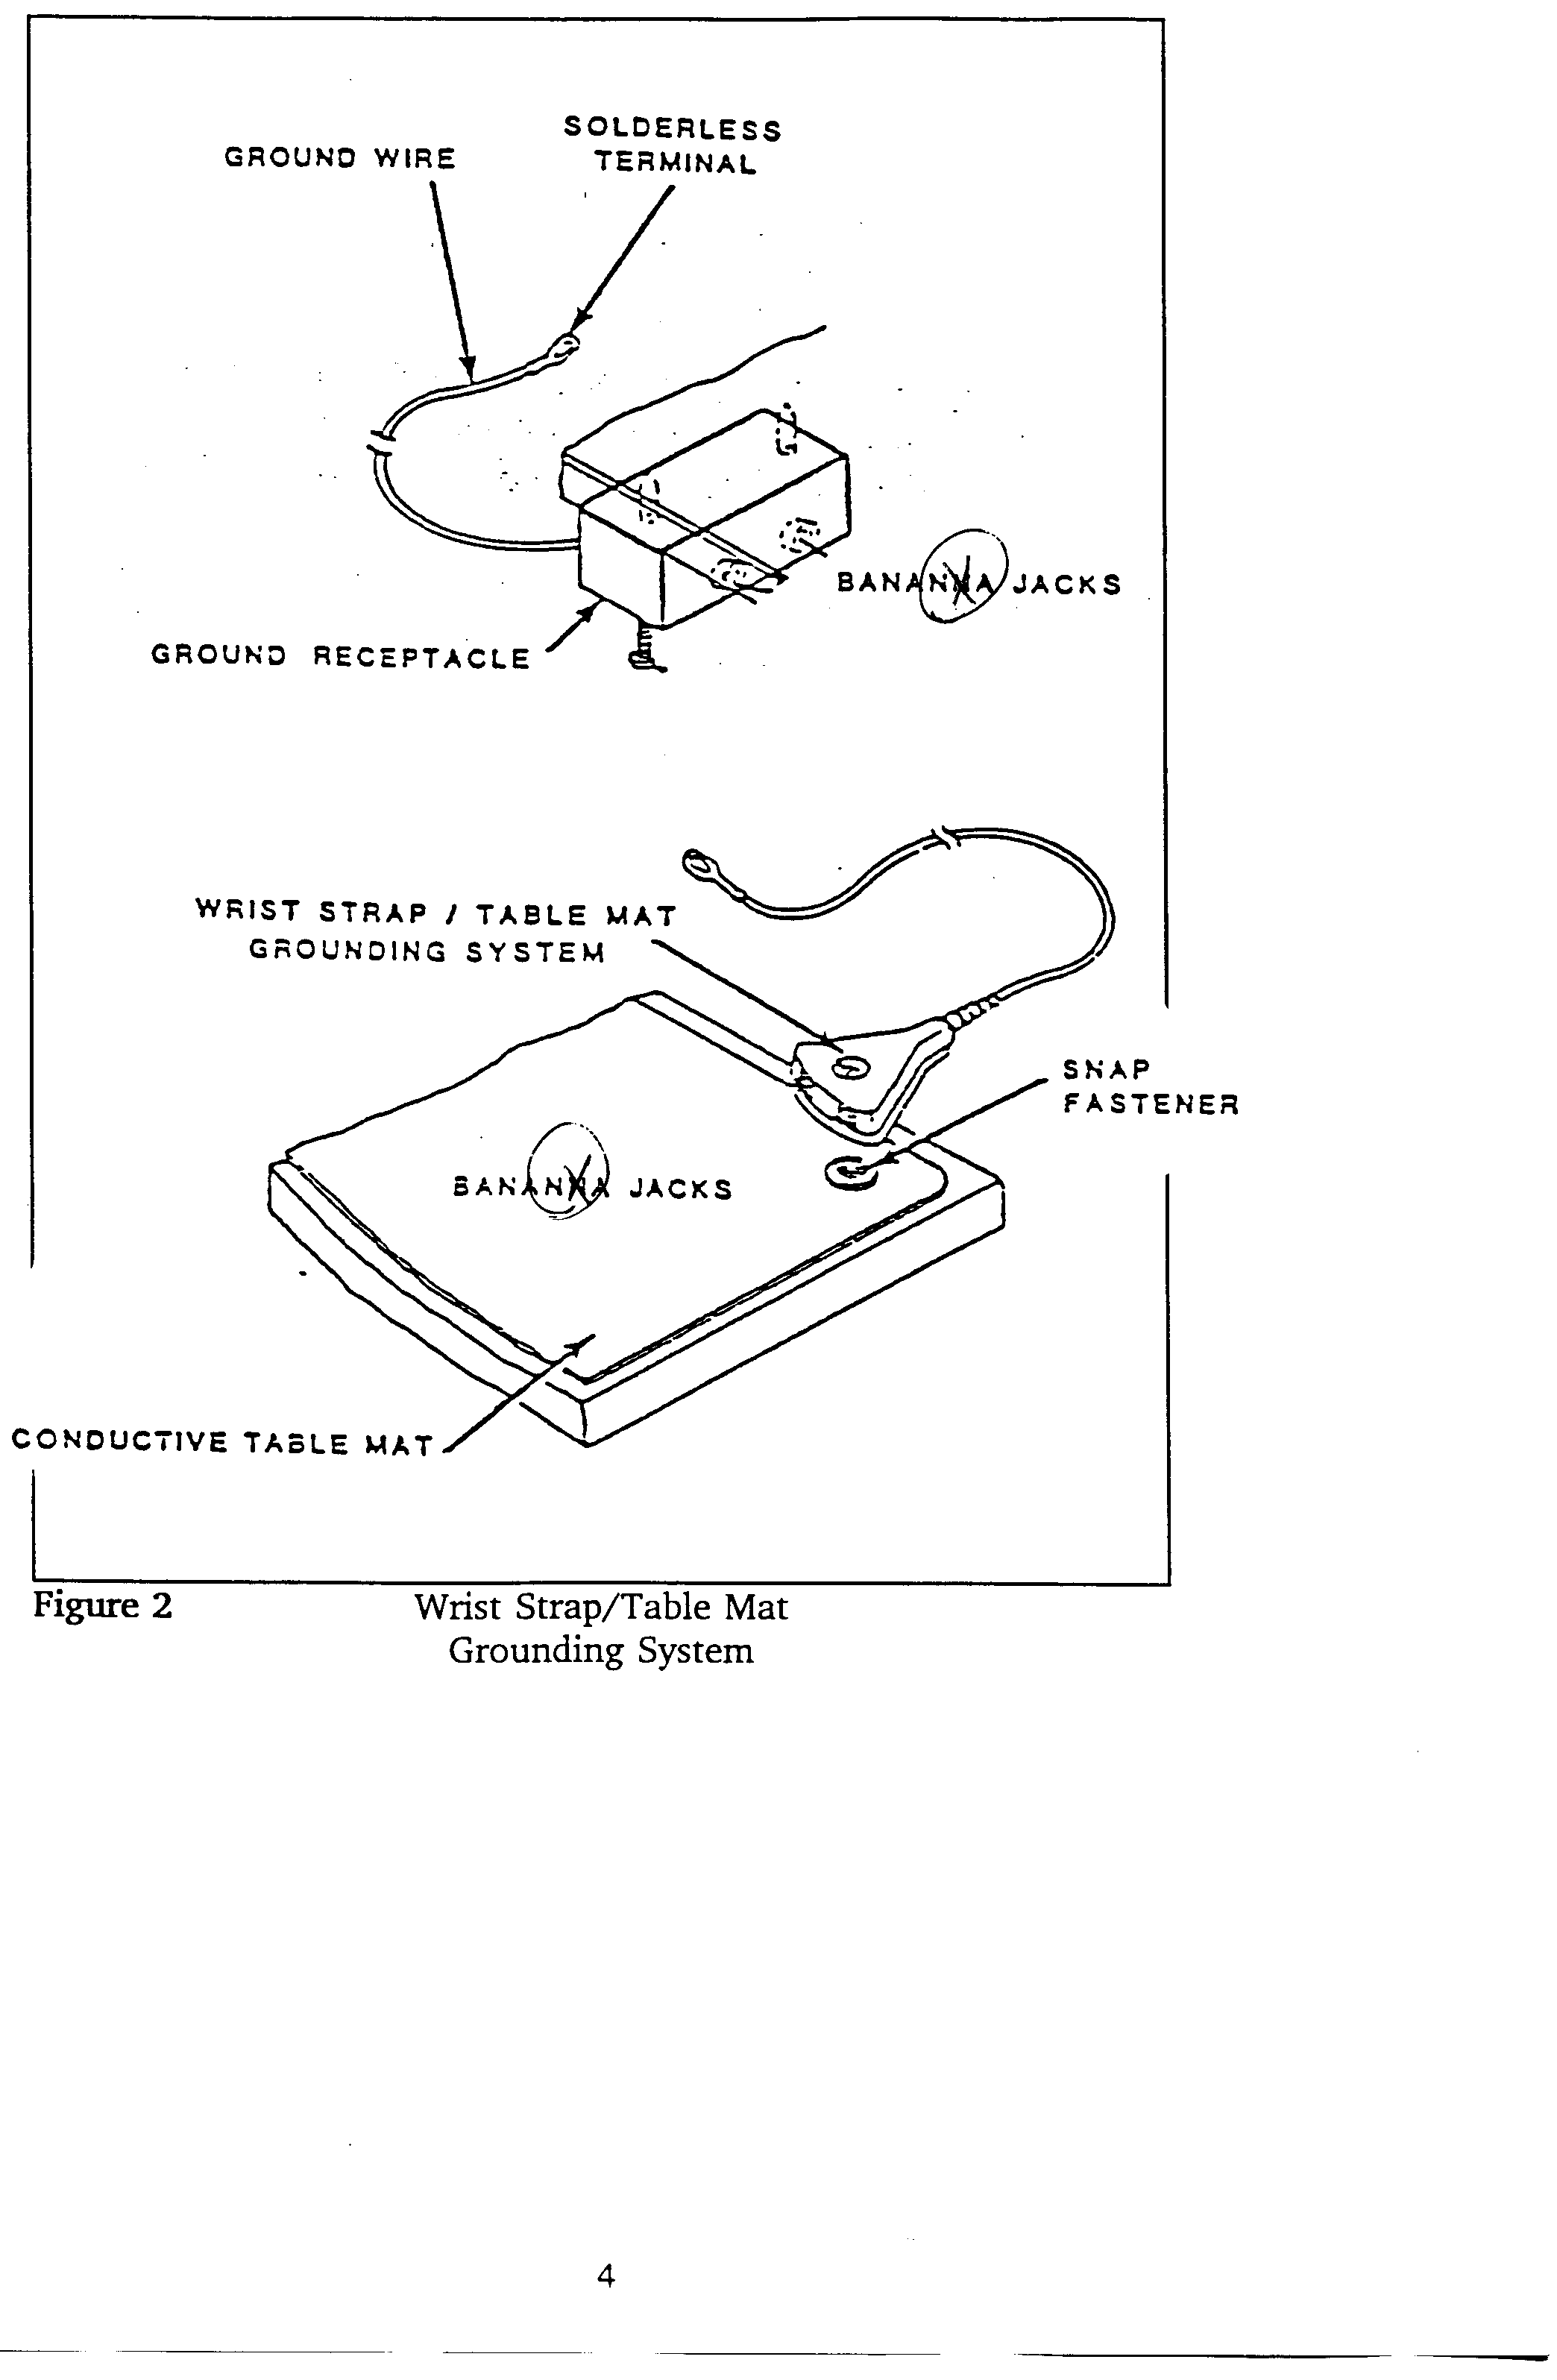 SOLDERLESS
GROUND WIRE
TERMINAL
BANANNA JACKS
GROUND RECEPTACLE
WRIST STRAP / TABLE MAT
GROUNDING SYSTEM
SNAP
FASTENER
BANANNA JACKS
CONDUCTIVE TABLE MAT
Figure 2
Wrist Strap/Table Mat
Grounding System
4